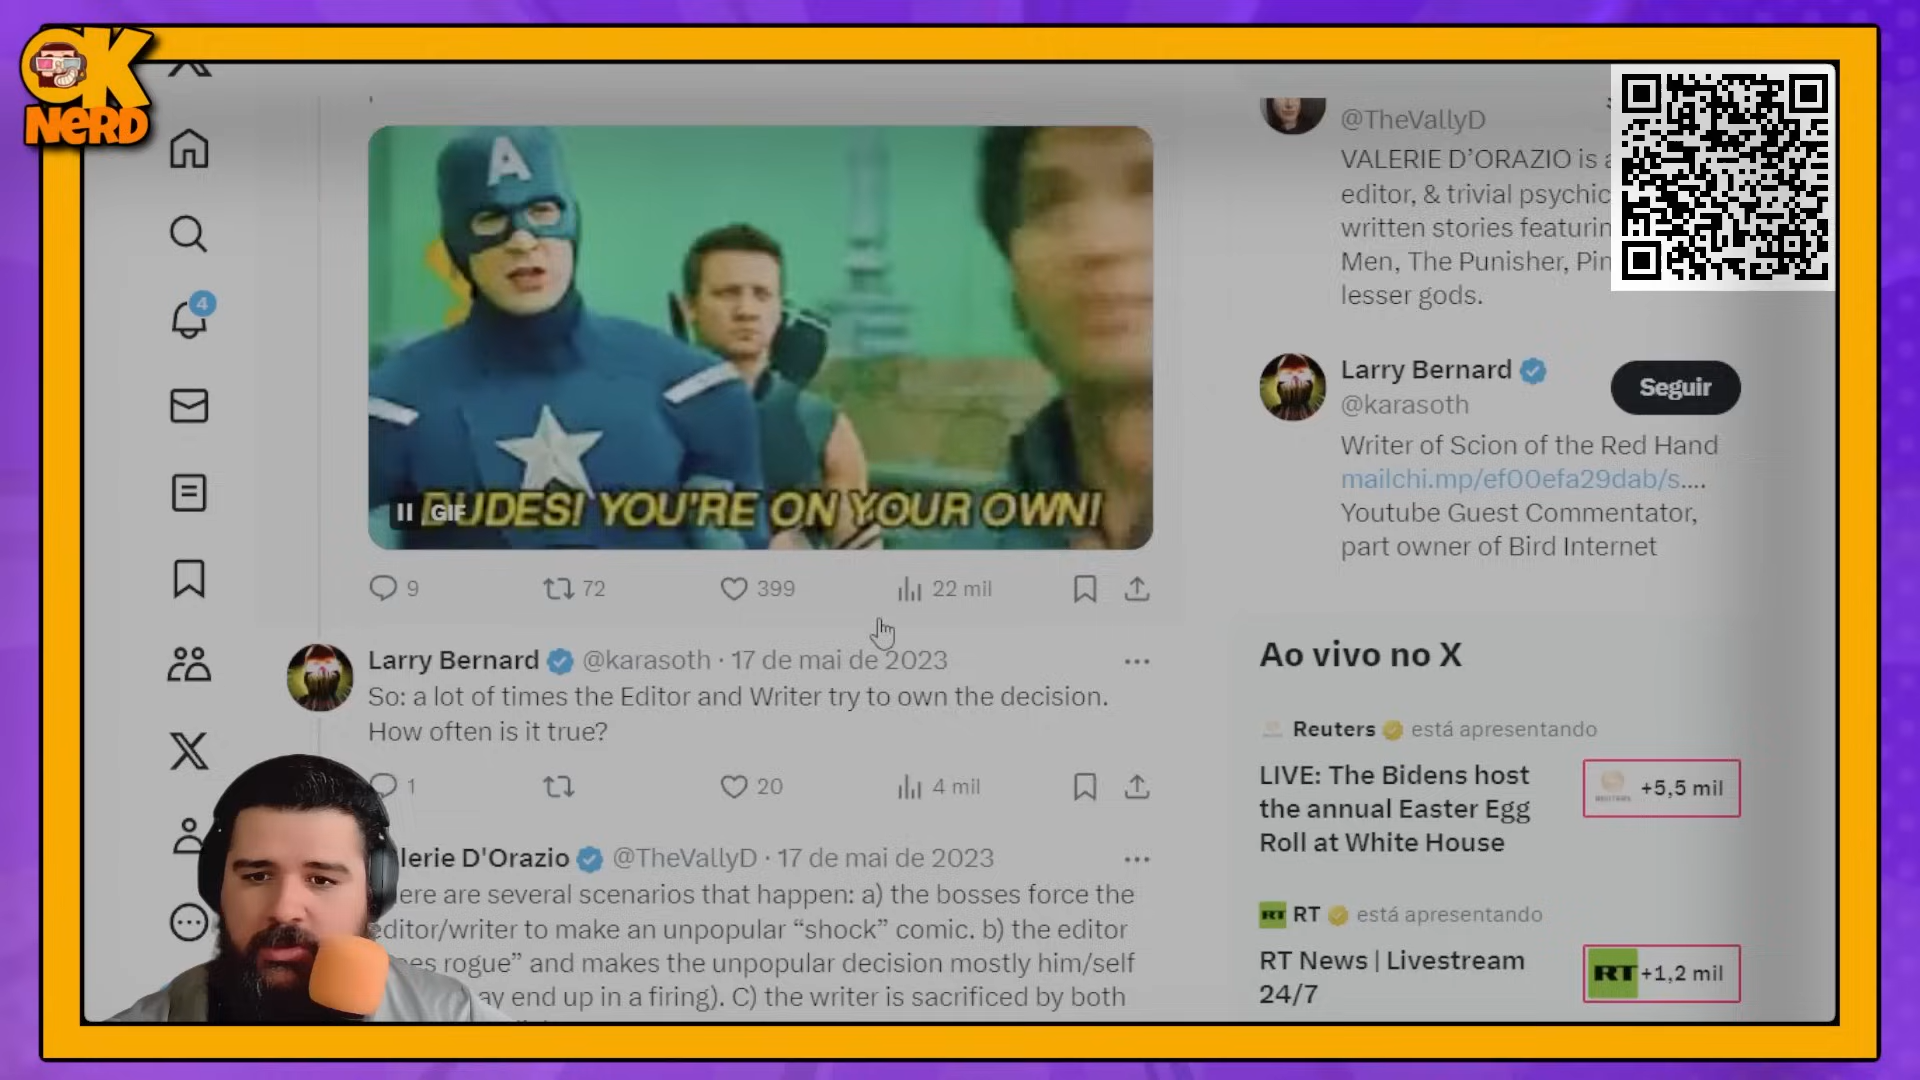 OK
NERD
4
A
DUDES! YOU'RE ON YOUR OWN!
GIF
9
72
399
22 mil
Larry Bernard @karasoth · 17 de mai de 2023
So: a lot of times the Editor and Writer try to own the decision.
How often is it true?
1
20
4 mil
lerie D'Orazio @TheVallyD · 17 de mai de 2023
ere are several scenarios that happen: a) the bosses force the
editor/writer to make an unpopular “shock” comic. b) the editor
es rogue” and makes the unpopular decision mostly him/self
ay end up in a firing). C) the writer is sacrificed by both
@TheVallyD
VALERIE D’ORAZIO is a
editor, & trivial psychic
written stories featurin
Men, The Punisher, Pin
lesser gods.
Larry Bernard
@karasoth
Seguir
Writer of Scion of the Red Hand
mailchi.mp/ef00efa29dab/s....
Youtube Guest Commentator,
part owner of Bird Internet
Ao vivo no X
Reuters está apresentando
LIVE: The Bidens host
the annual Easter Egg
Roll at White House
+5,5 mil
RT RT está apresentando
RT News | Livestream
24/7
RT +1,2 mil